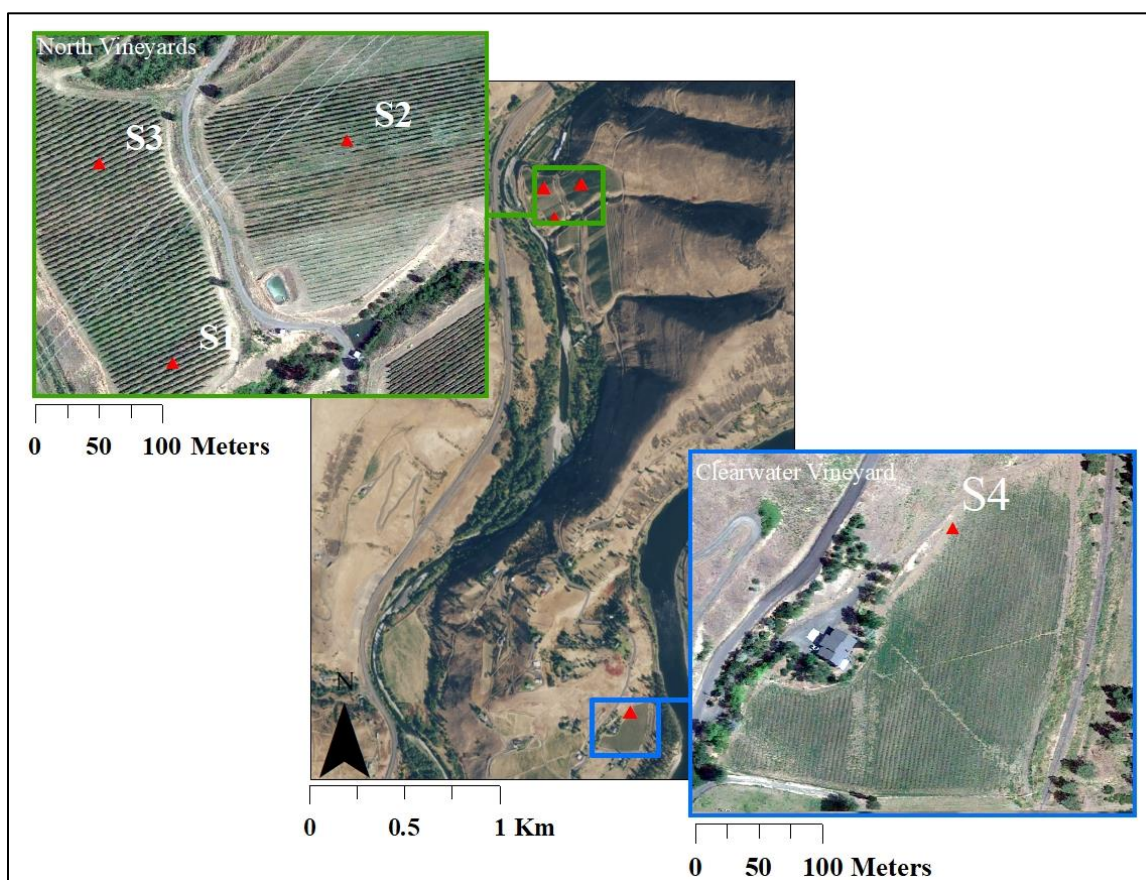 North Vineyards
S3
S2
S1
0 50 100 Meters
Clearwater Vineyard
S4
N
0 0.5 1 Km
0 50 100 Meters